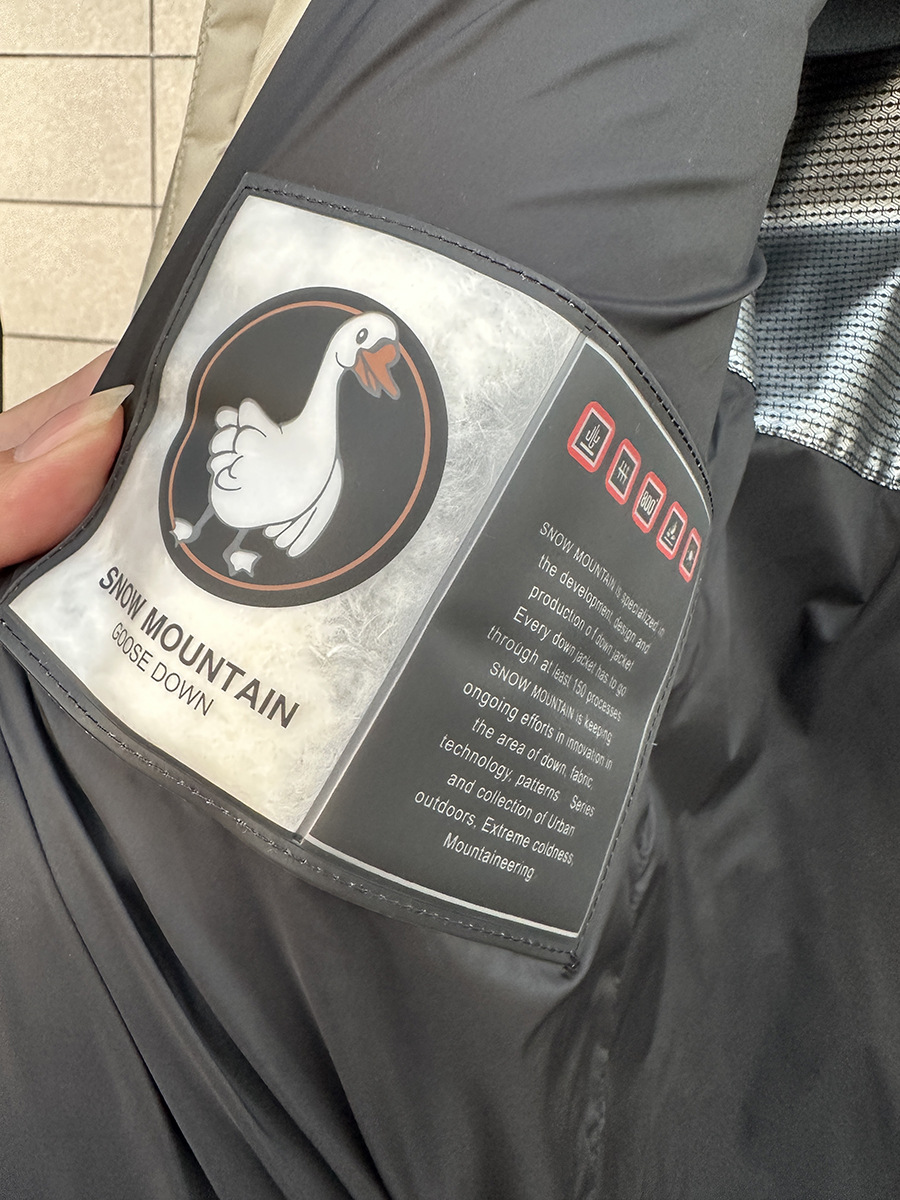 SNOW MOUNTAIN
GOOSE DOWN
800
SNOW MOUNTAIN is specialized in
the development, design and
production of down jacket
Every down jacket has to go
through at least 150 processes
SNOW MOUNTAIN is keeping
ongoing efforts in innovation in
the area of down, fabric,
technology, patterns Series
and collection of Urban
outdoors, Extreme coldness,
Mountaineering